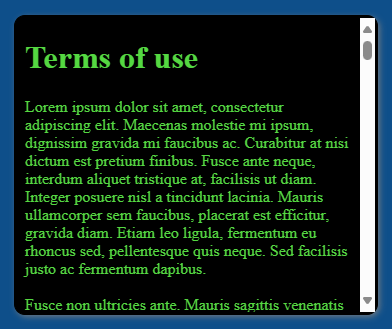 Terms of use
Lorem ipsum dolor sit amet, consectetur
adipiscing elit. Maecenas molestie mi ipsum,
dignissim gravida mi faucibus ac. Curabitur at nisi
dictum est pretium finibus. Fusce ante neque,
interdum aliquet tristique at, facilisis ut diam.
Integer posuere nisl a tincidunt lacinia. Mauris
ullamcorper sem faucibus, placerat est efficitur,
gravida diam. Etiam leo ligula, fermentum eu
rhoncus sed, pellentesque quis neque. Sed facilisis
justo ac fermentum dapibus.
Fusce non ultricies ante. Mauris sagittis venenatis